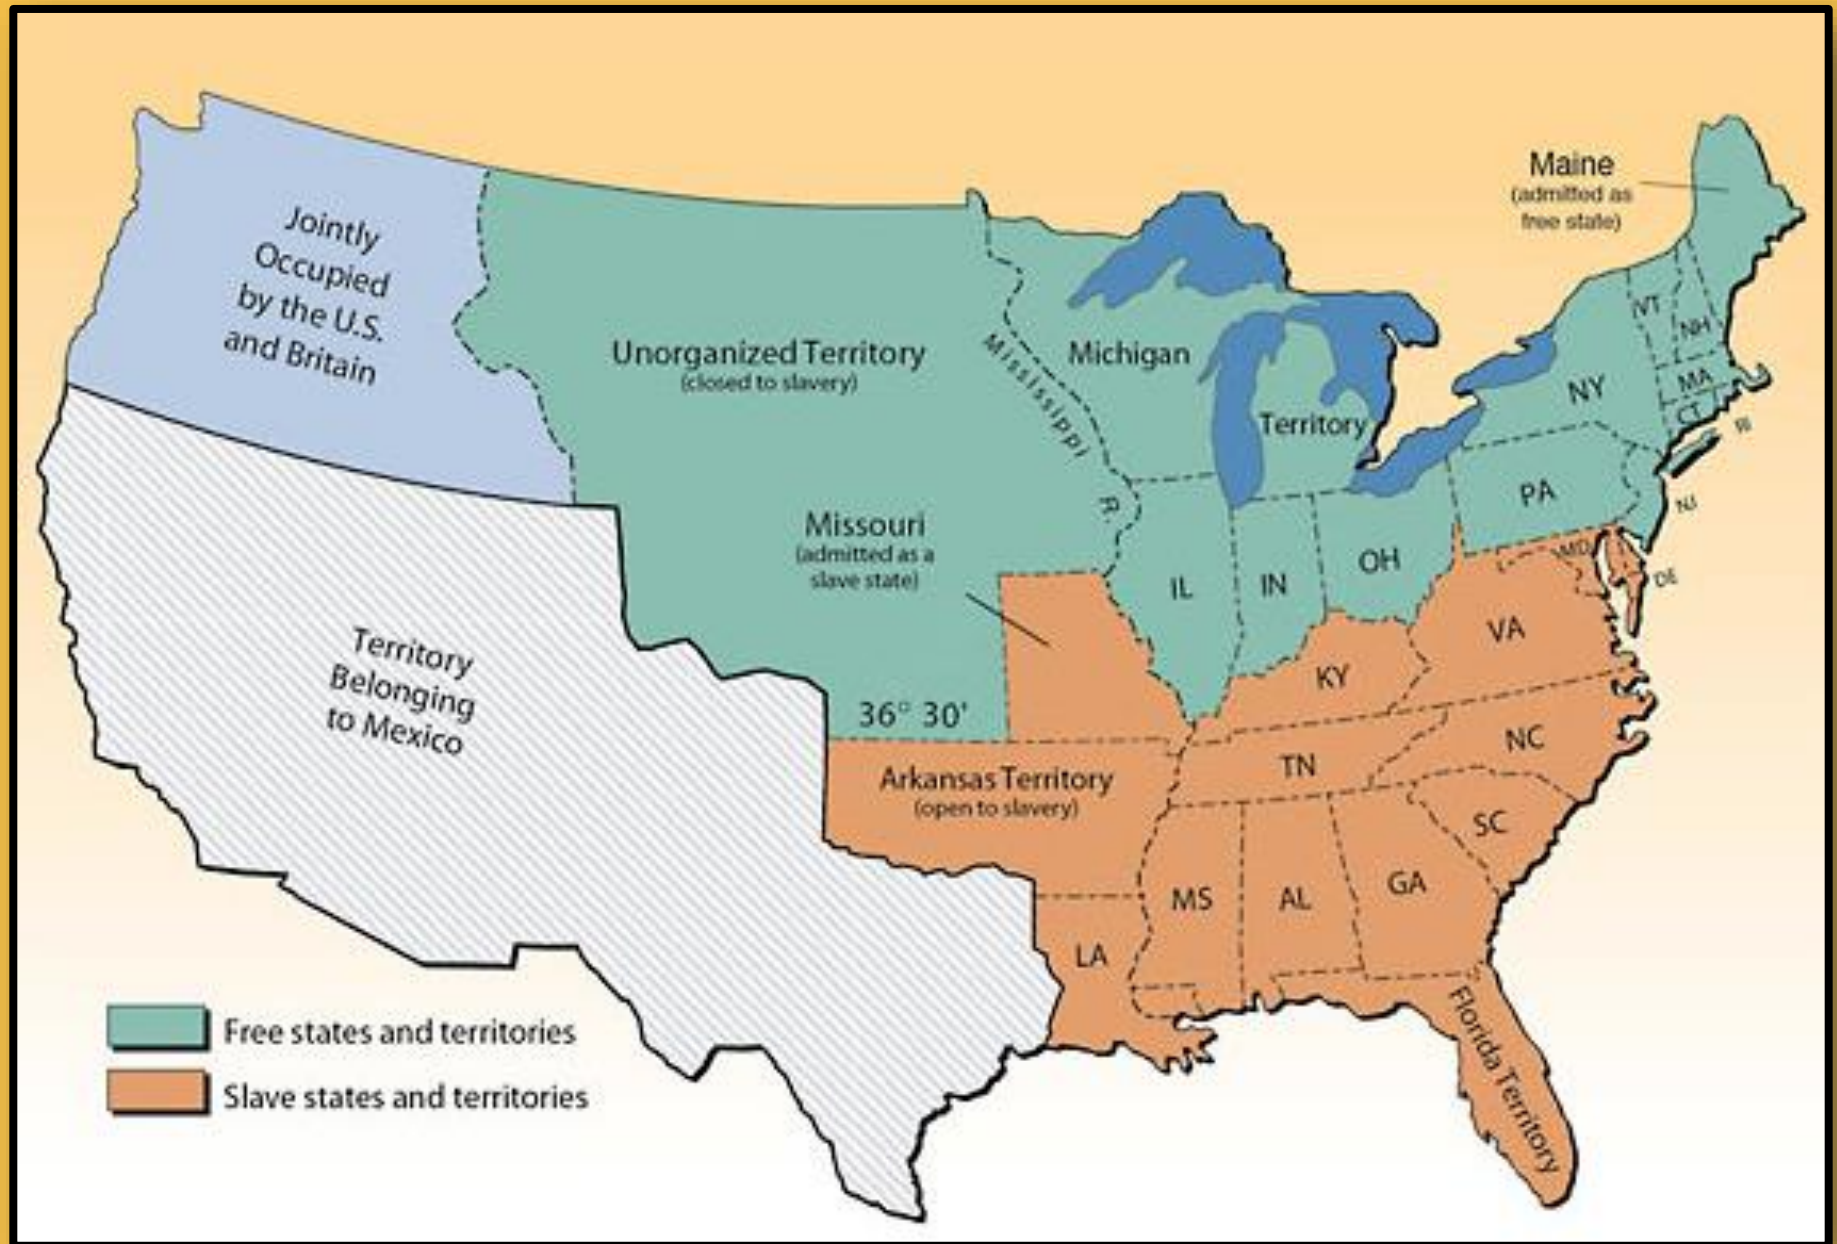 Maine
(admitted as
free state)
Jointly
Occupied
by the U.S.
and Britain
Unorganized Territory
(closed to slavery)
Mississippi R.
Michigan
Territory
VT
NH
MA
CT
RI
NY
PA
NJ
Missouri
(admitted as a
slave state)
IL
IN
OH
MD
DE
VA
KY
Territory
Belonging
to Mexico
36° 30'
NC
TN
Arkansas Territory
(open to slavery)
SC
MS
AL
GA
LA
Florida Territory
Free states and territories
Slave states and territories